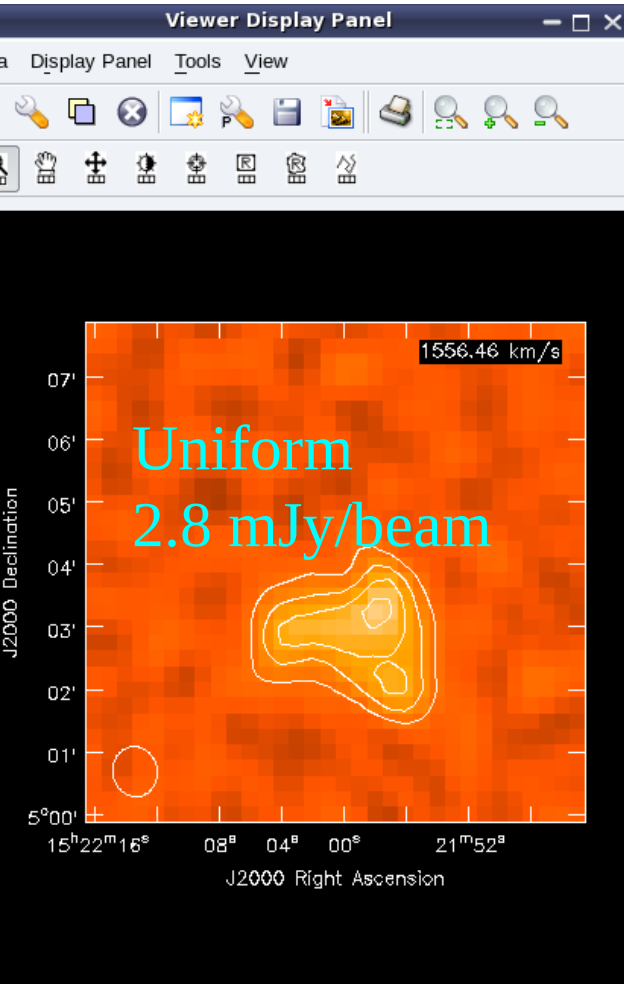 Viewer Display Panel
a Display Panel Tools View
P
R R
1556.46 km/s
07'
06'
Uniform
05'
2.8 mJy/beam
04'
J2000 Declination
03'
02'
01'
5°00'
15ʰ22ᵐ16ˢ 08ˢ 04ˢ 00ˢ 21ᵐ52ˢ
J2000 Right Ascension